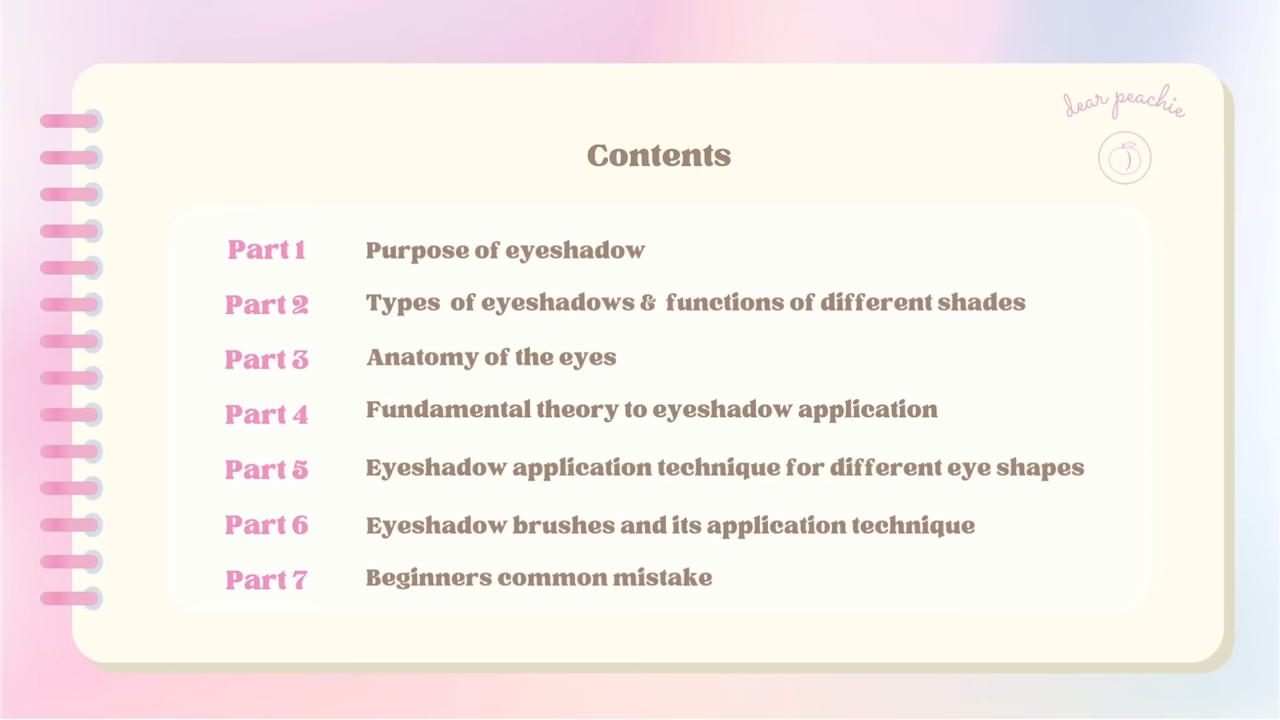 dear peachie
Contents
Part 1 Purpose of eyeshadow
Part 2 Types of eyeshadows & functions of different shades
Part 3 Anatomy of the eyes
Part 4 Fundamental theory to eyeshadow application
Part 5 Eyeshadow application technique for different eye shapes
Part 6 Eyeshadow brushes and its application technique
Part 7 Beginners common mistake